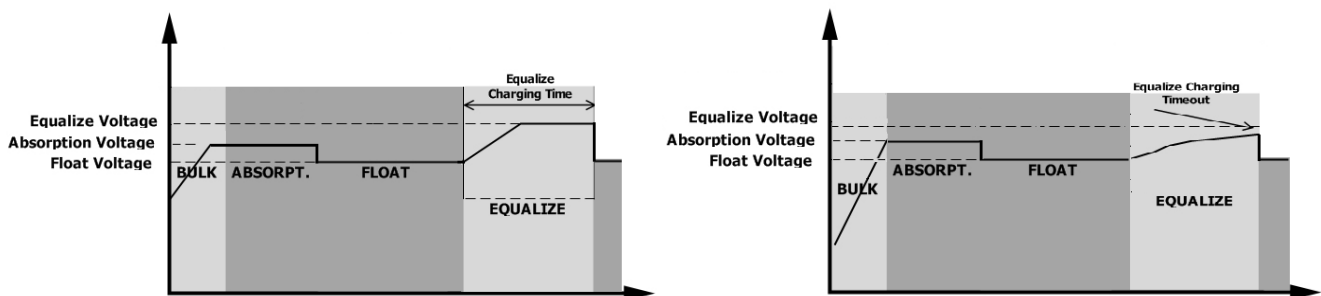 Equalize
Charging Time
Equalize Voltage
Absorption Voltage
Float Voltage
BULK
ABSORPT.
FLOAT
EQUALIZE
Equalize Charging
Timeout
Equalize Voltage
Absorption Voltage
Float Voltage
BULK
ABSORPT.
FLOAT
EQUALIZE